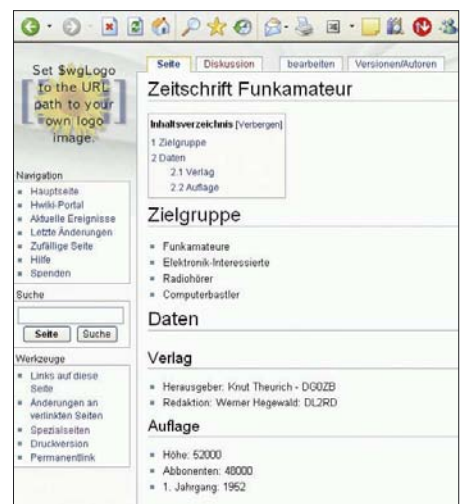 Set $wgLogo
to the URL
path to your
own logo
image.
Navigation
Hauptseite
Hwiki-Portal
Aktuelle Ereignisse
Letzte Änderungen
Zufällige Seite
Hilfe
Spenden
Suche
Seite Suche
Werkzeuge
Links auf diese
Seite
Änderungen an
verlinkten Seiten
Spezialseiten
Druckversion
Permanentlink
Seite Diskussion bearbeiten Versionen/Autoren
Zeitschrift Funkamateur
Inhaltsverzeichnis [Verbergen]
1 Zielgruppe
2 Daten
2.1 Verlag
2.2 Auflage
Zielgruppe
Funkamateure
Elektronik-Interessierte
Radiohörer
Computerbastler
Daten
Verlag
Herausgeber: Knut Theurich - DG0ZB
Redaktion: Werner Hegewald: DL2RD
Auflage
Höhe: 52000
Abbonenten: 48000
1. Jahrgang: 1952